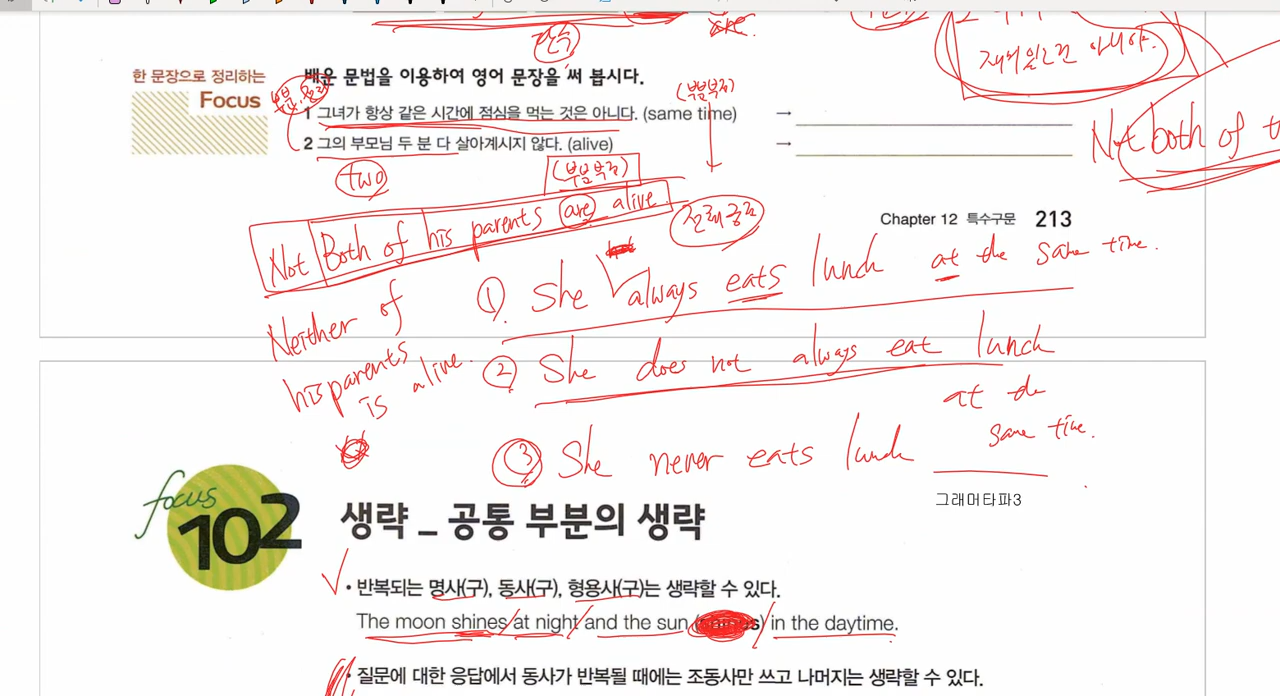 단수
are.
재미있는건 아니야.
한 문장으로 정리하는
Focus
배운 문법을 이용하여 영어 문장을 써 봅시다.
(부분부정)
1 그녀가 항상 같은 시간에 점심을 먹는 것은 아니다. (same time) →
2 그의 부모님 두 분 다 살아계시지 않다. (alive) →
Not both of t
two
(부분부정)
Not Both of his parents are alive.
전체긍정
Chapter 12 특수구문 213
① She always eats lunch at the same time.
Neither of
his parents
is alive.
② She does not always eat lunch
at the
same time.
③ She never eats lunch
그래머타파3
focus
102
생략 _ 공통 부분의 생략
• 반복되는 명사(구), 동사(구), 형용사(구)는 생략할 수 있다.
The moon shines at night and the sun (shines) in the daytime.
• 질문에 대한 응답에서 동사가 반복될 때에는 조동사만 쓰고 나머지는 생략할 수 있다.